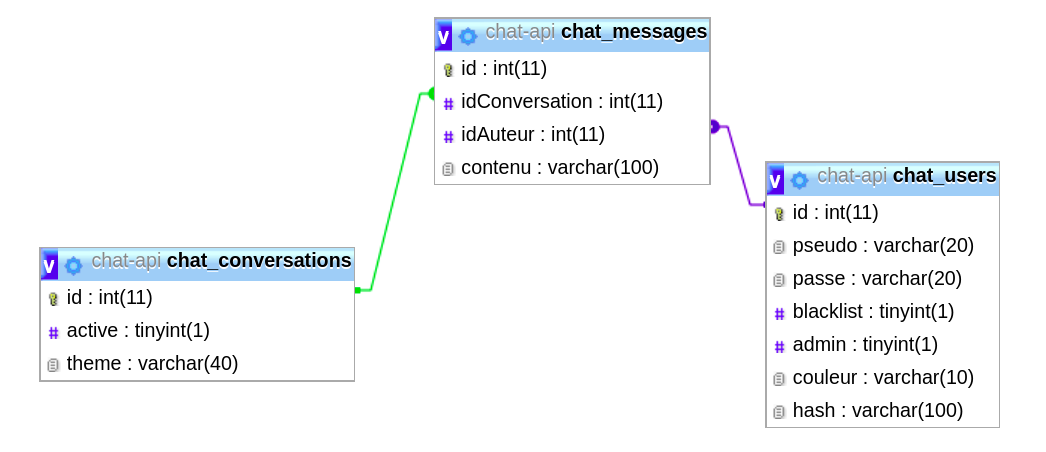 v chat-api chat_messages
id : int(11)
# idConversation : int(11)
# idAuteur : int(11)
contenu : varchar(100)
v chat-api chat_users
id : int(11)
pseudo : varchar(20)
passe : varchar(20)
# blacklist : tinyint(1)
# admin : tinyint(1)
couleur : varchar(10)
hash : varchar(100)
v chat-api chat_conversations
id : int(11)
# active : tinyint(1)
theme : varchar(40)